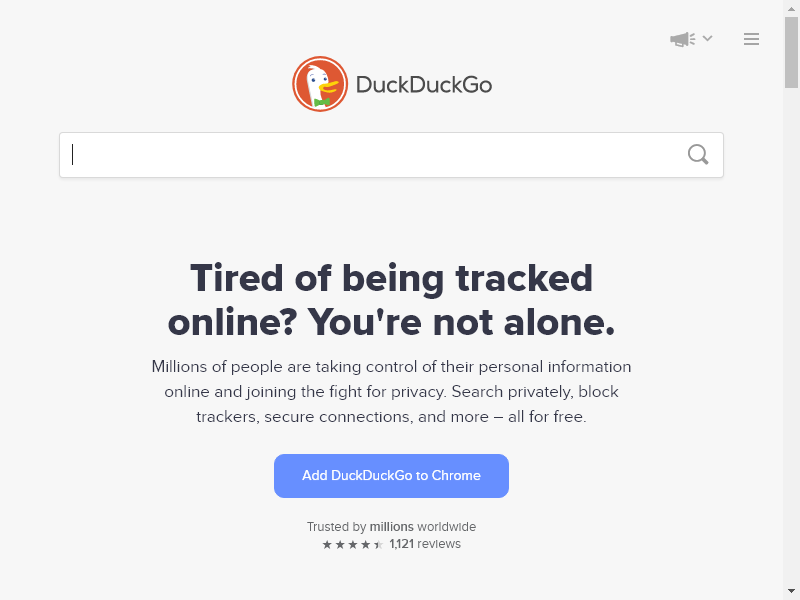 DuckDuckGo
Tired of being tracked
online? You're not alone.
Millions of people are taking control of their personal information
online and joining the fight for privacy. Search privately, block
trackers, secure connections, and more – all for free.
Add DuckDuckGo to Chrome
Trusted by millions worldwide
1,121 reviews